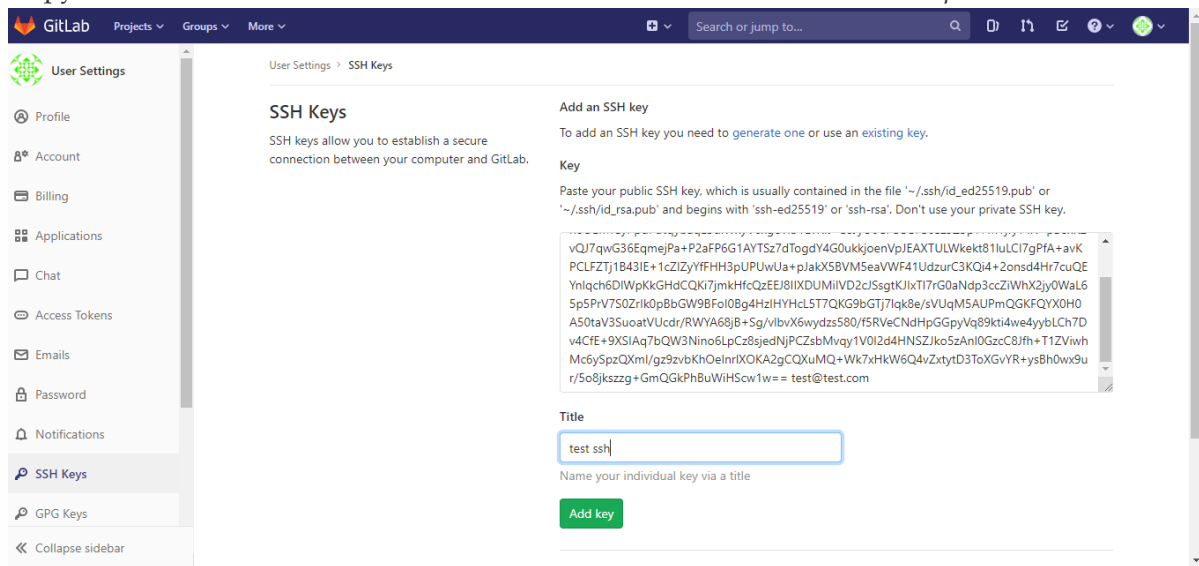 GitLab Projects Groups More Search or jump to...
User Settings
Profile
Account
Billing
Applications
Chat
Access Tokens
Emails
Password
Notifications
SSH Keys
GPG Keys
Collapse sidebar
User Settings > SSH Keys
SSH Keys
SSH keys allow you to establish a secure
connection between your computer and GitLab.
Add an SSH key
To add an SSH key you need to generate one or use an existing key.
Key
Paste your public SSH key, which is usually contained in the file '~/.ssh/id_ed25519.pub' or
'~/.ssh/id_rsa.pub' and begins with 'ssh-ed25519' or 'ssh-rsa'. Don't use your private SSH key.
vQJ7qwG36EqmejPa+P2aFP6G1AYTSz7dTogdY4G0ukkjoenVpJEAXTULWkekt81IuLCI7gPfA+avK
PCLFZTj1B43IE+1cZIZyYfFHH3pUPUwUa+pJakX5BVM5eaVWF41UdzurC3KQi4+2onsd4Hr7cuQE
YnIqch6DIWpKkGHdCQKi7jmkHfcQzEEJ8IIXDUMiIVD2cJSsgtKJIxTI7rG0aNdp3ccZiWhX2jy0WaL6
5p5PrV7S0ZrIk0pBbGW9BFoI0Bg4HzIHYHcL5T7QKG9bGTj7Iqk8e/sVUqM5AUPmQGKFQYX0H0
A50taV3SuoatVUcdr/RWYA68jB+Sg/vIbvX6wydzs580/f5RVeCNdHpGGpyVq89kti4we4yybLCh7D
v4CfE+9XSIAq7bQW3Nino6LpCz8sjedNjPCZsbMvqy1V0I2d4HNSZJko5zAnI0GzcC8Jfh+T1ZViwh
Mc6ySpzQXmI/gz9zvbKhOeInrIXOKA2gCQXuMQ+Wk7xHkW6Q4vZxtytD3ToXGvYR+ysBh0wx9u
r/5o8jkszzg+GmQGkPhBuWiHScw1w== test@test.com
Title
test ssh
Name your individual key via a title
Add key